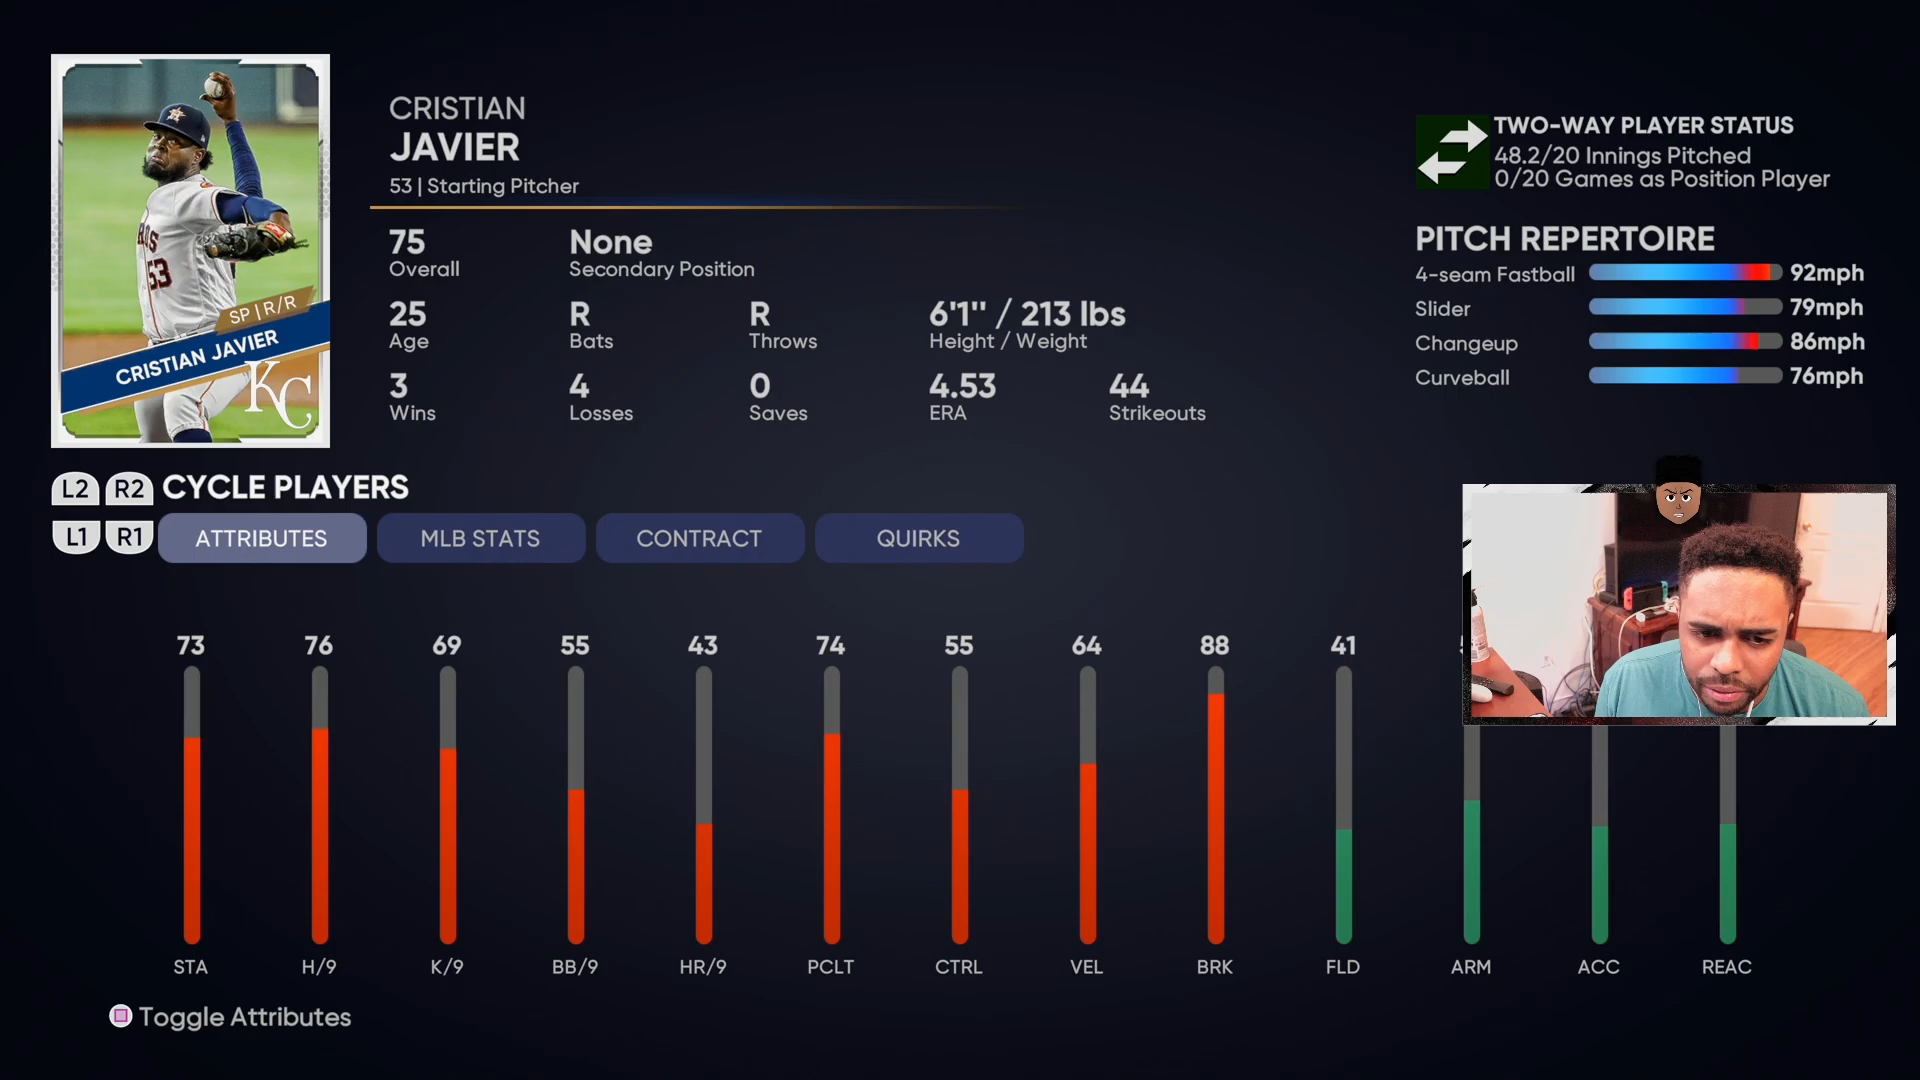 CRISTIAN
JAVIER
53 | Starting Pitcher
75
Overall
None
Secondary Position
25
Age
R
Bats
R
Throws
6'1" / 213 lbs
Height / Weight
3
Wins
4
Losses
0
Saves
4.53
ERA
44
Strikeouts
ROS
53
SP | R/R
CRISTIAN JAVIER
KC
TWO-WAY PLAYER STATUS
48.2/20 Innings Pitched
0/20 Games as Position Player
PITCH REPERTOIRE
4-seam Fastball 92mph
Slider 79mph
Changeup 86mph
Curveball 76mph
L2 R2 CYCLE PLAYERS
L1 R1 ATTRIBUTES MLB STATS CONTRACT QUIRKS
73 76 69 55 43 74 55 64 88 41
STA H/9 K/9 BB/9 HR/9 PCLT CTRL VEL BRK FLD ARM ACC REAC
Toggle Attributes